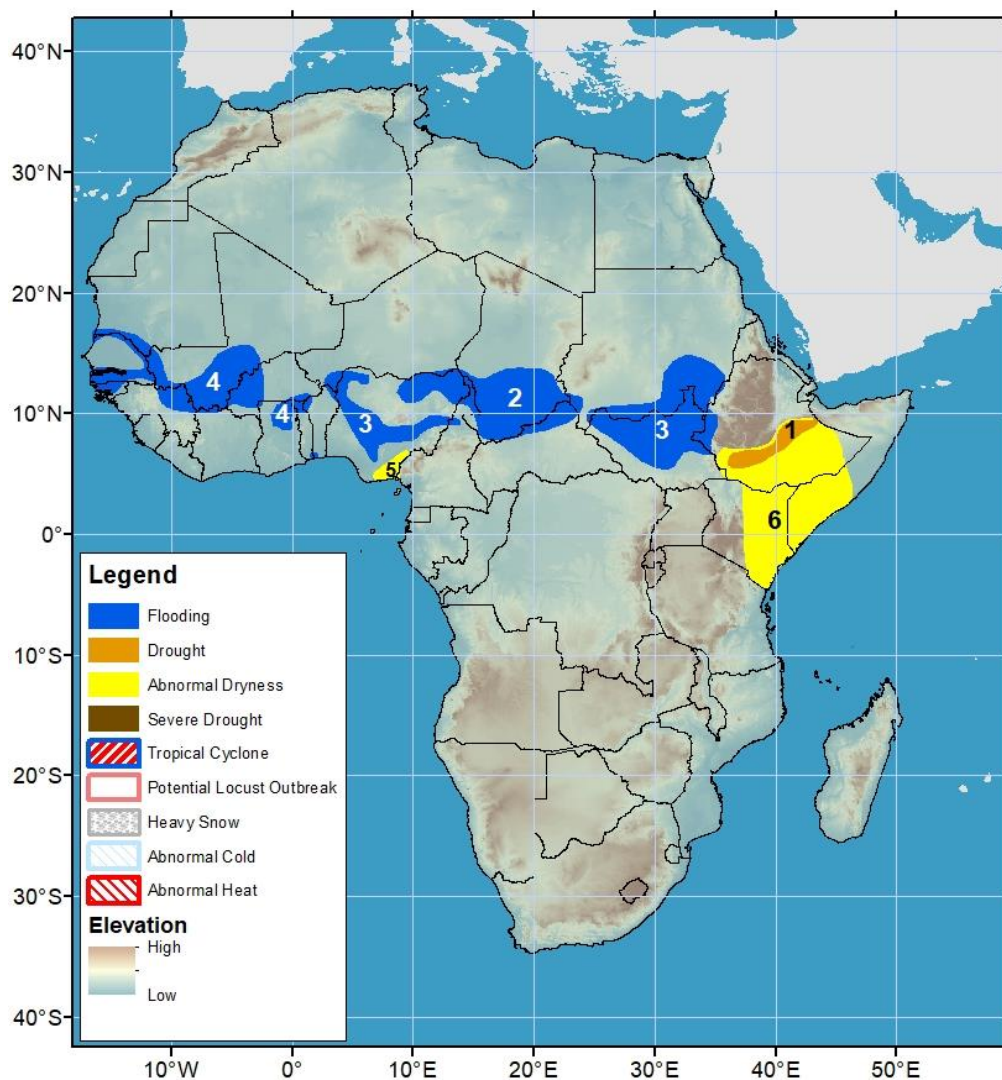 40°N
30°N
20°N
10°N
0°
10°S
20°S
30°S
40°S
4
4
3
2
3
1
5
6
Legend
Flooding
Drought
Abnormal Dryness
Severe Drought
Tropical Cyclone
Potential Locust Outbreak
Heavy Snow
Abnormal Cold
Abnormal Heat
Elevation
High
Low
10°W 0° 10°E 20°E 30°E 40°E 50°E